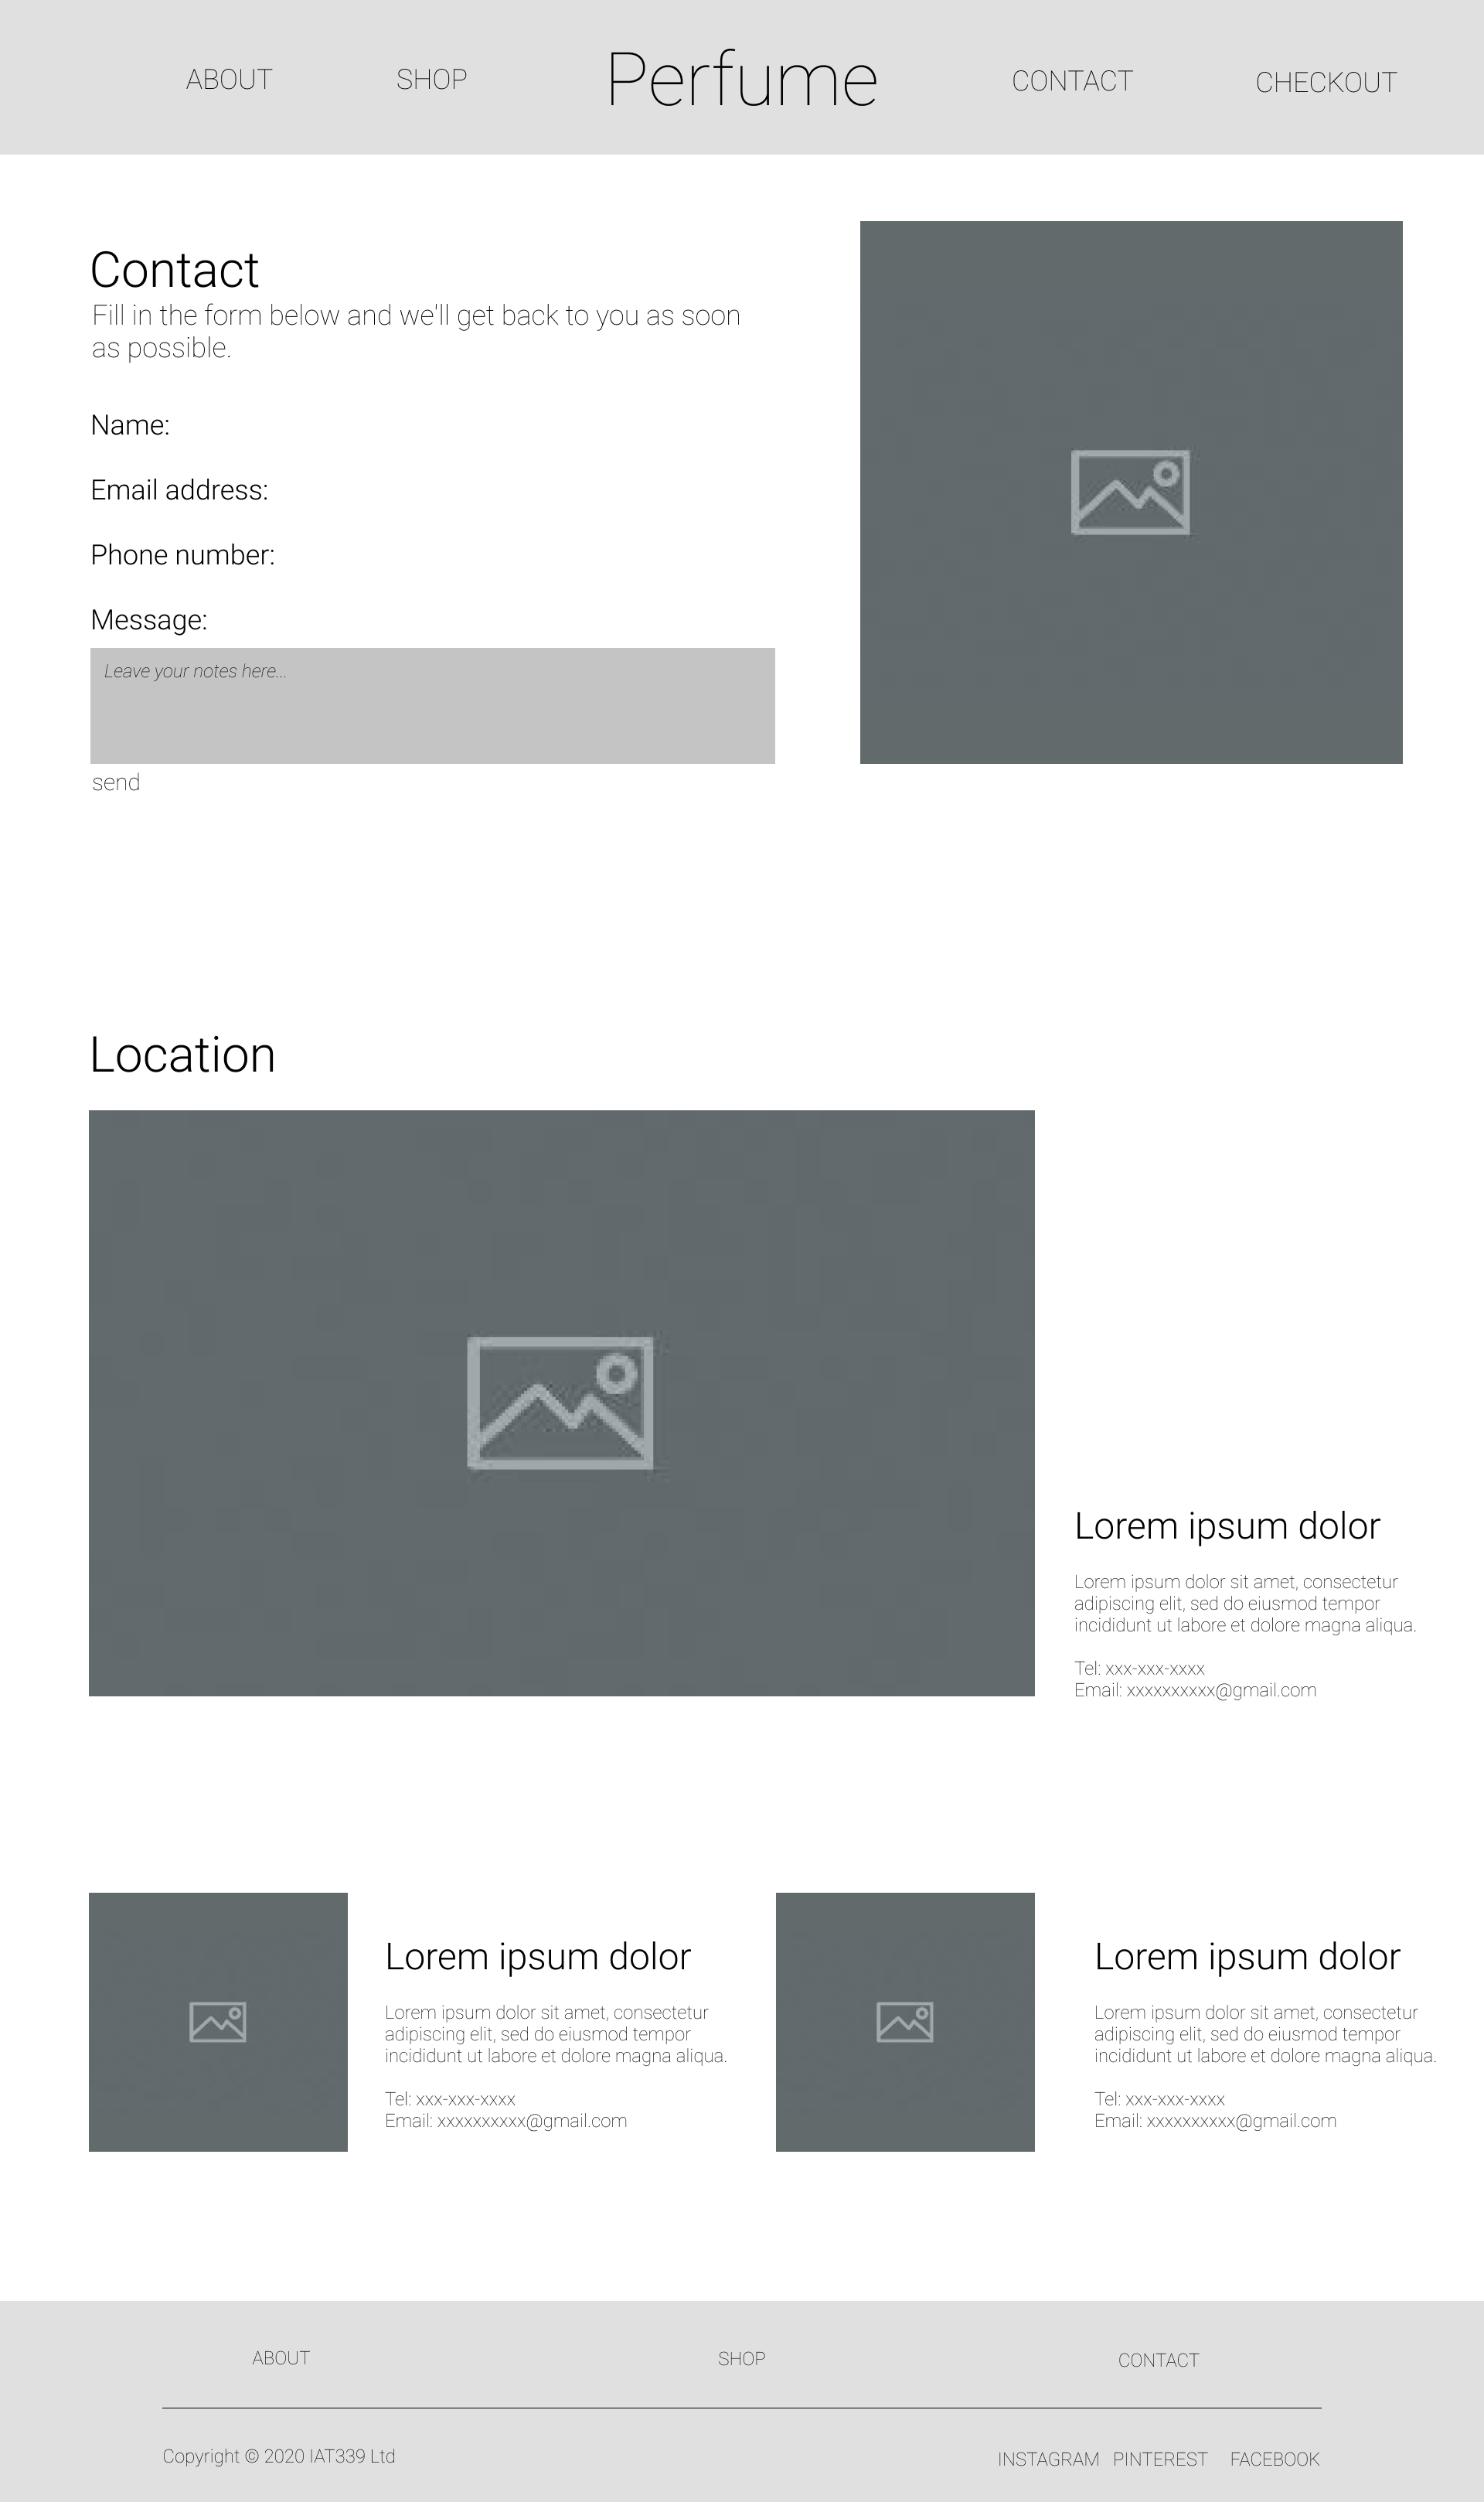 ABOUT
SHOP
Perfume
CONTACT
CHECKOUT
Contact
Fill in the form below and we'll get back to you as soon
as possible.
Name:
Email address:
Phone number:
Message:
Leave your notes here...
send
Location
Lorem ipsum dolor
Lorem ipsum dolor sit amet, consectetur
adipiscing elit, sed do eiusmod tempor
incididunt ut labore et dolore magna aliqua.
Tel: xxx-xxx-xxxx
Email: xxxxxxxxxx@gmail.com
Lorem ipsum dolor
Lorem ipsum dolor sit amet, consectetur
adipiscing elit, sed do eiusmod tempor
incididunt ut labore et dolore magna aliqua.
Tel: xxx-xxx-xxxx
Email: xxxxxxxxxx@gmail.com
Lorem ipsum dolor
Lorem ipsum dolor sit amet, consectetur
adipiscing elit, sed do eiusmod tempor
incididunt ut labore et dolore magna aliqua.
Tel: xxx-xxx-xxxx
Email: xxxxxxxxxx@gmail.com
ABOUT
SHOP
CONTACT
Copyright © 2020 IAT339 Ltd
INSTAGRAM PINTEREST FACEBOOK